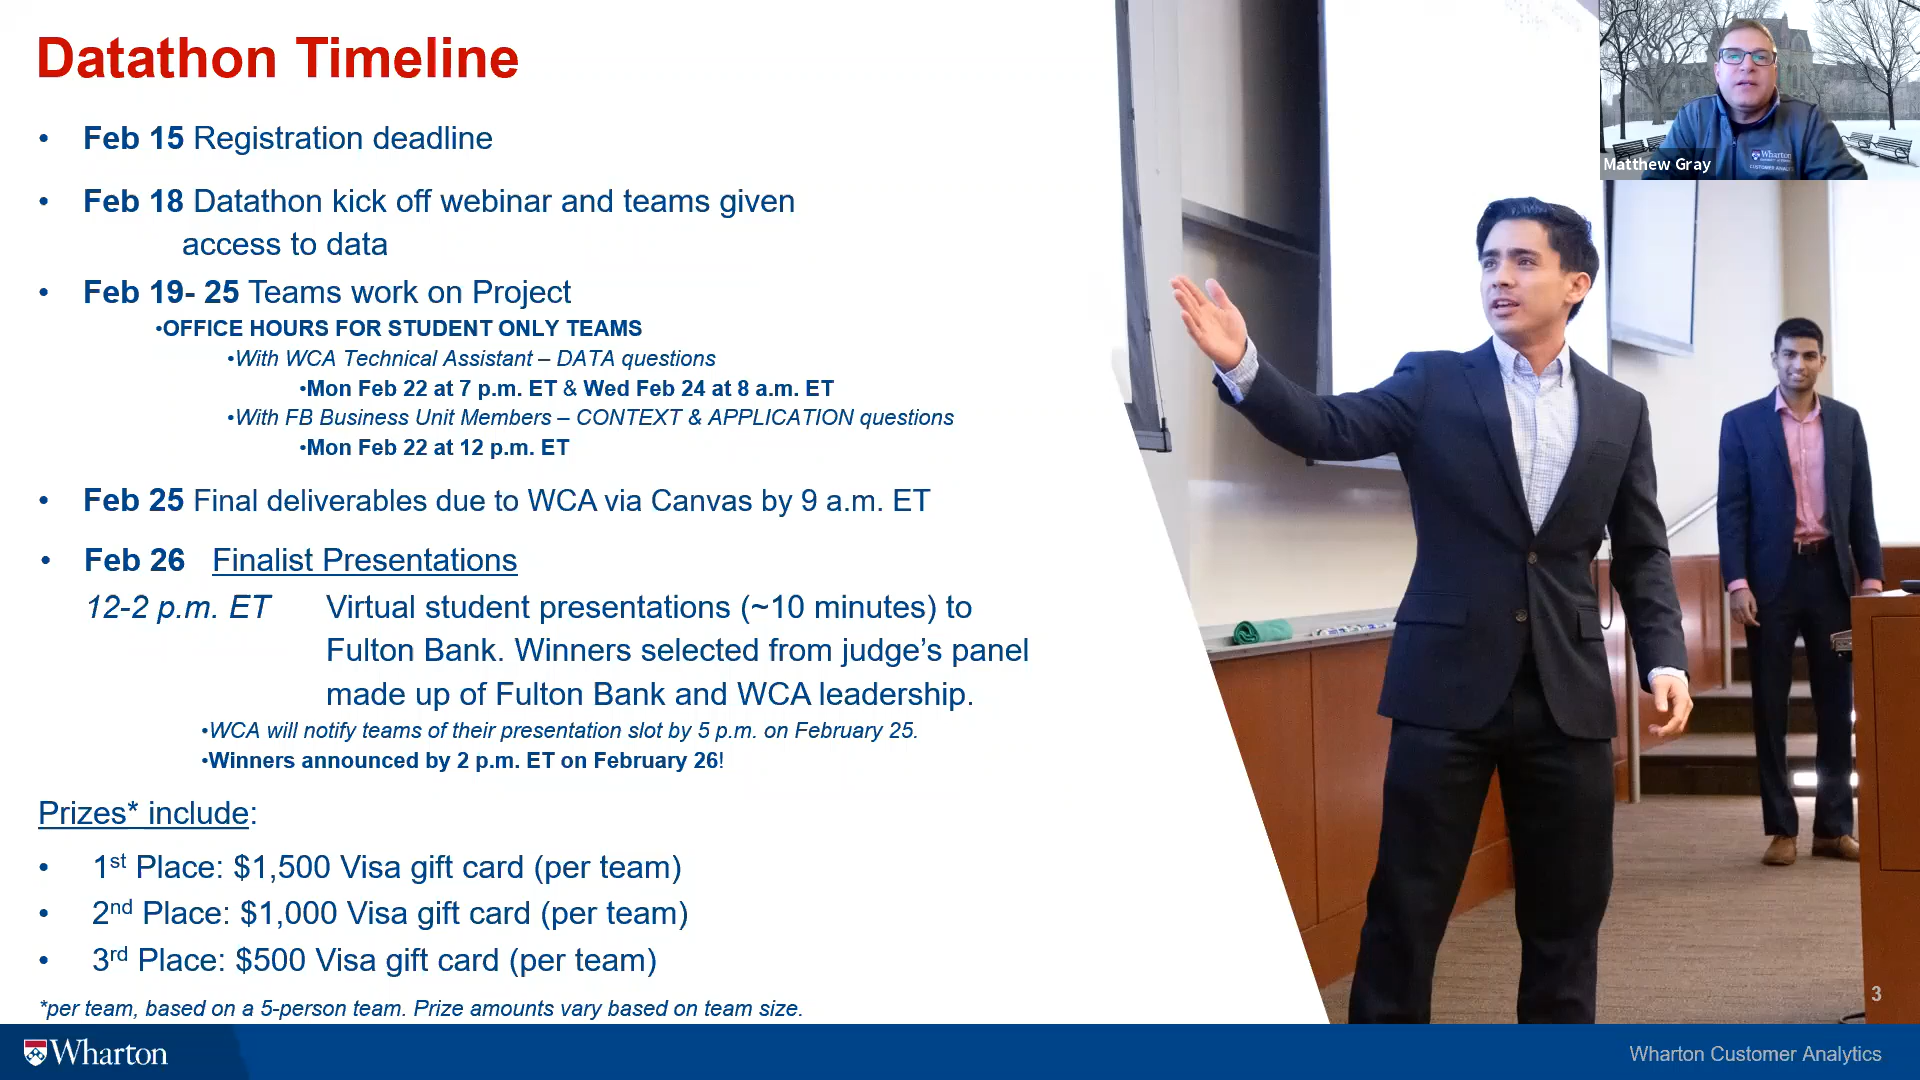 Datathon Timeline
• Feb 15 Registration deadline
• Feb 18 Datathon kick off webinar and teams given
access to data
• Feb 19- 25 Teams work on Project
•OFFICE HOURS FOR STUDENT ONLY TEAMS
•With WCA Technical Assistant – DATA questions
•Mon Feb 22 at 7 p.m. ET & Wed Feb 24 at 8 a.m. ET
•With FB Business Unit Members – CONTEXT & APPLICATION questions
•Mon Feb 22 at 12 p.m. ET
• Feb 25 Final deliverables due to WCA via Canvas by 9 a.m. ET
• Feb 26 Finalist Presentations
12-2 p.m. ET Virtual student presentations (~10 minutes) to
Fulton Bank. Winners selected from judge’s panel
made up of Fulton Bank and WCA leadership.
•WCA will notify teams of their presentation slot by 5 p.m. on February 25.
•Winners announced by 2 p.m. ET on February 26!
Prizes* include:
• 1st Place: $1,500 Visa gift card (per team)
• 2nd Place: $1,000 Visa gift card (per team)
• 3rd Place: $500 Visa gift card (per team)
*per team, based on a 5-person team. Prize amounts vary based on team size.
Wharton
Matthew Gray
Wharton
3
Wharton Customer Analytics